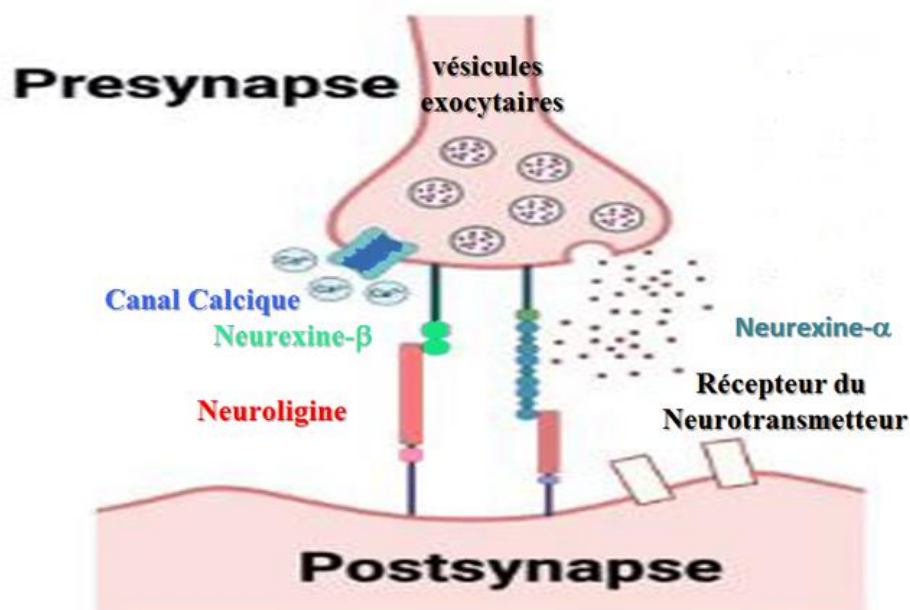 vésicules
Presynapse
exocytaires
Canal Calcique
Neurexine-β
Neurexine-α
Récepteur du
Neuroligine
Neurotransmetteur
Postsynapse